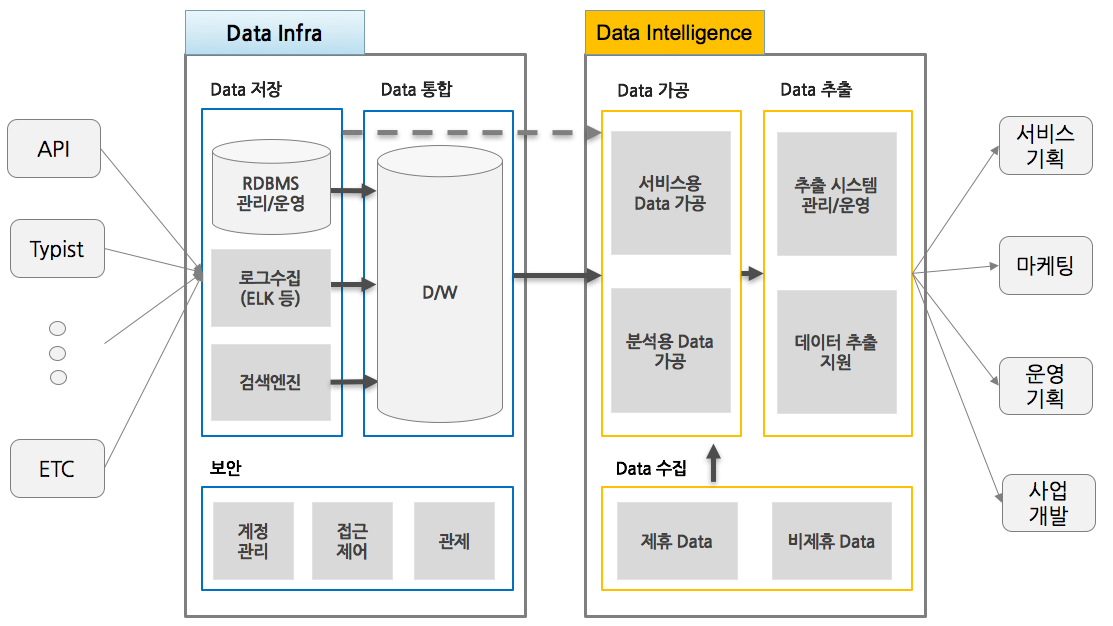 Data Infra
Data Intelligence
Data 저장
Data 통합
Data 가공
Data 추출
API
Typist
ETC
RDBMS
관리/운영
로그수집
(ELK 등)
검색엔진
D/W
서비스용
Data 가공
분석용 Data
가공
추출 시스템
관리/운영
데이터 추출
지원
서비스
기획
마케팅
운영
기획
사업
개발
보안
계정
관리
접근
제어
관제
Data 수집
제휴 Data
비제휴 Data